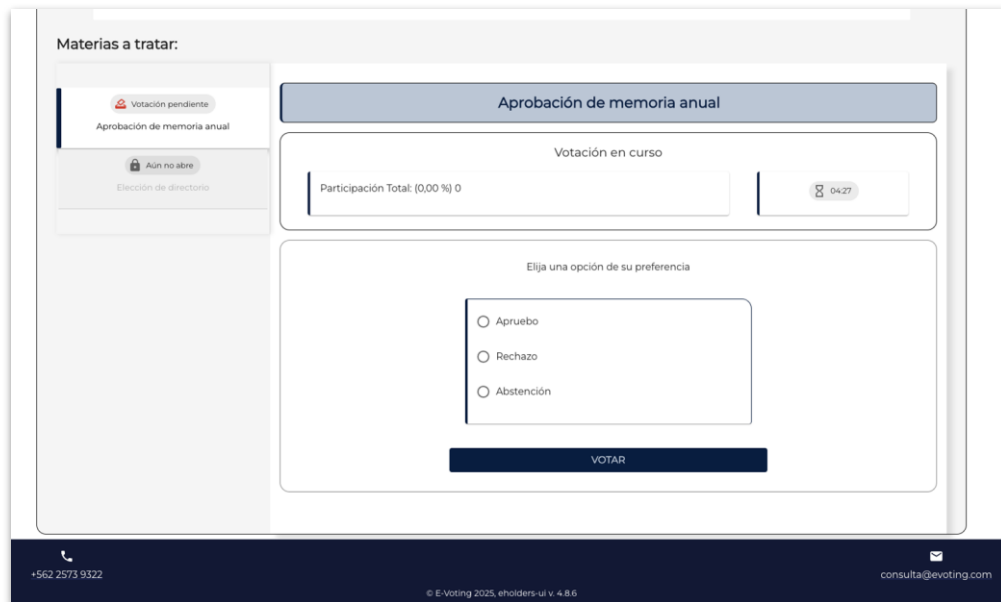 Materias a tratar:
Votación pendiente
Aprobación de memoria anual
Aún no abre
Elección de directorio
Aprobación de memoria anual
Votación en curso
Participación Total: (0,00 %) 0
04:27
Elija una opción de su preferencia
Apruebo
Rechazo
Abstención
VOTAR
+562 2573 9322
consulta@evoting.com
© E-Voting 2025, eholders-ui v. 4.8.6